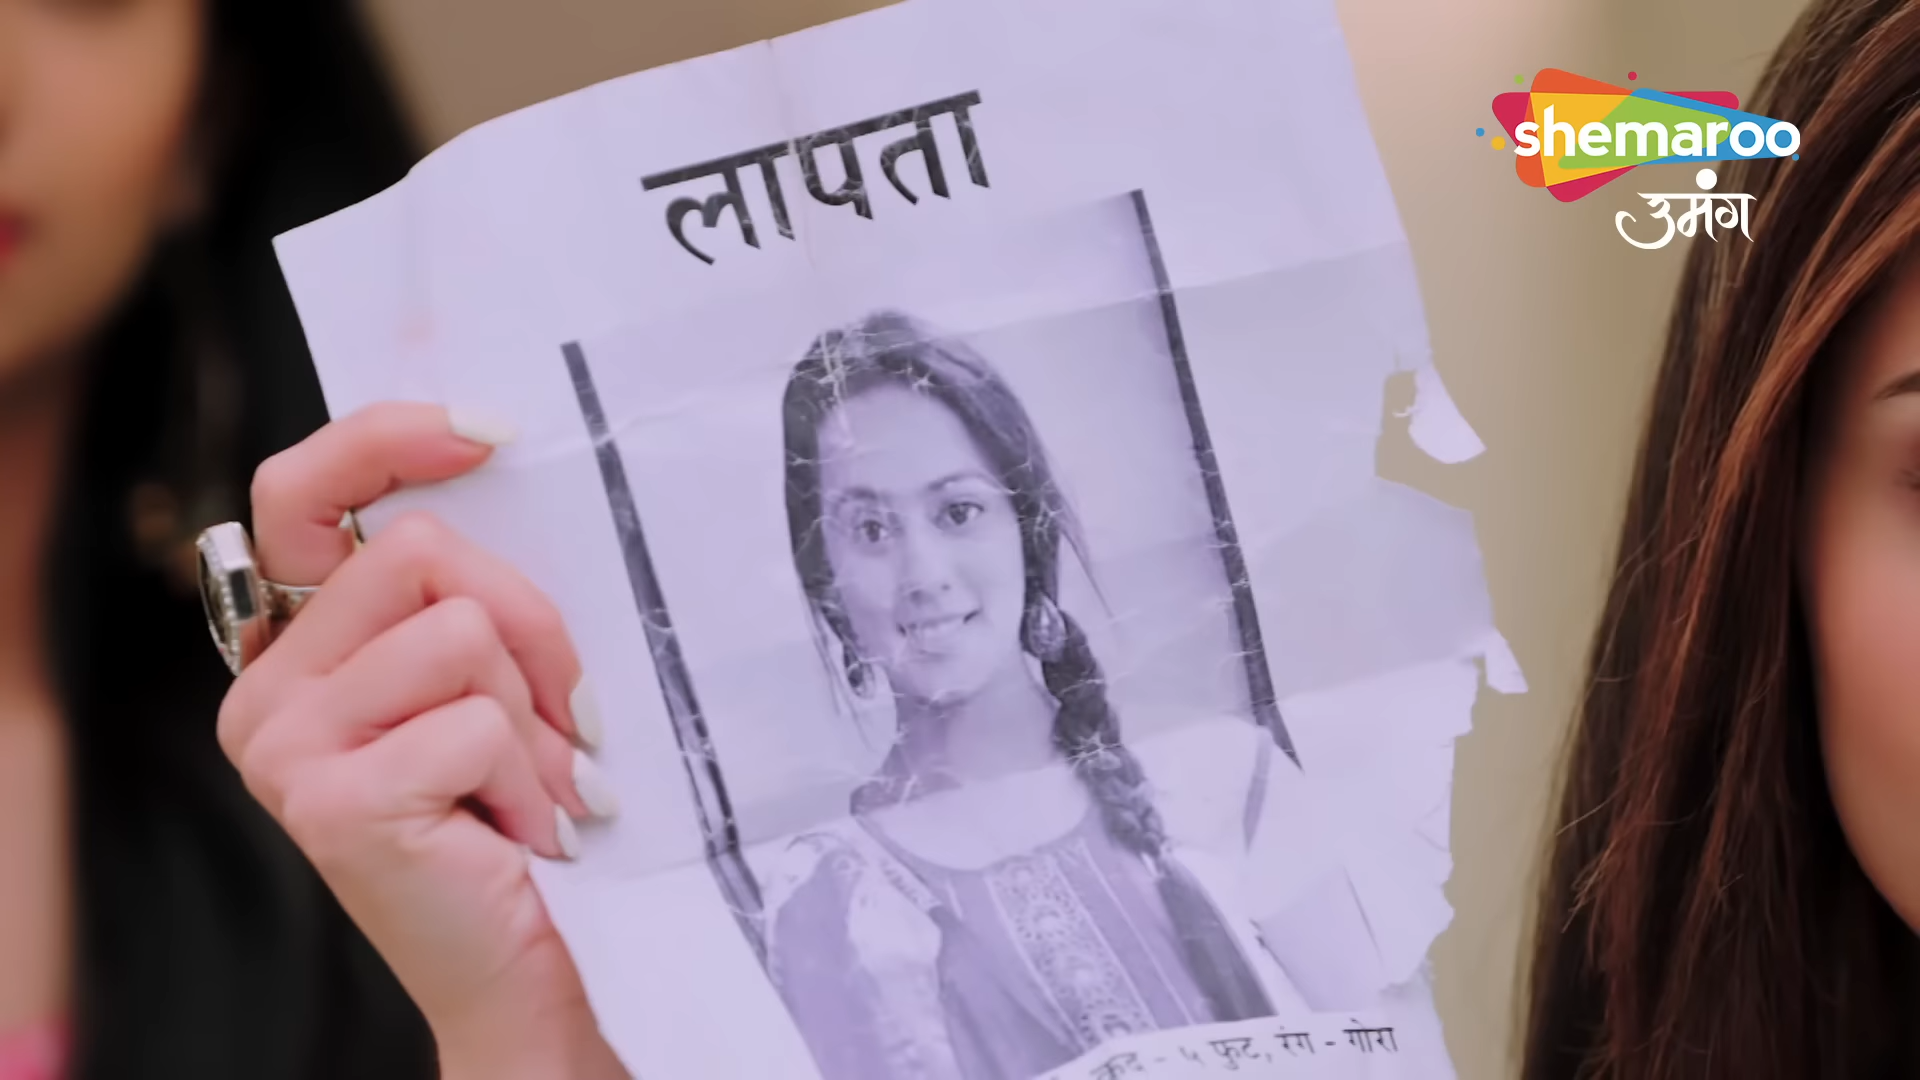 लापता
shemaroo
उमंग
कद - ५ फुट, रंग - गोरा